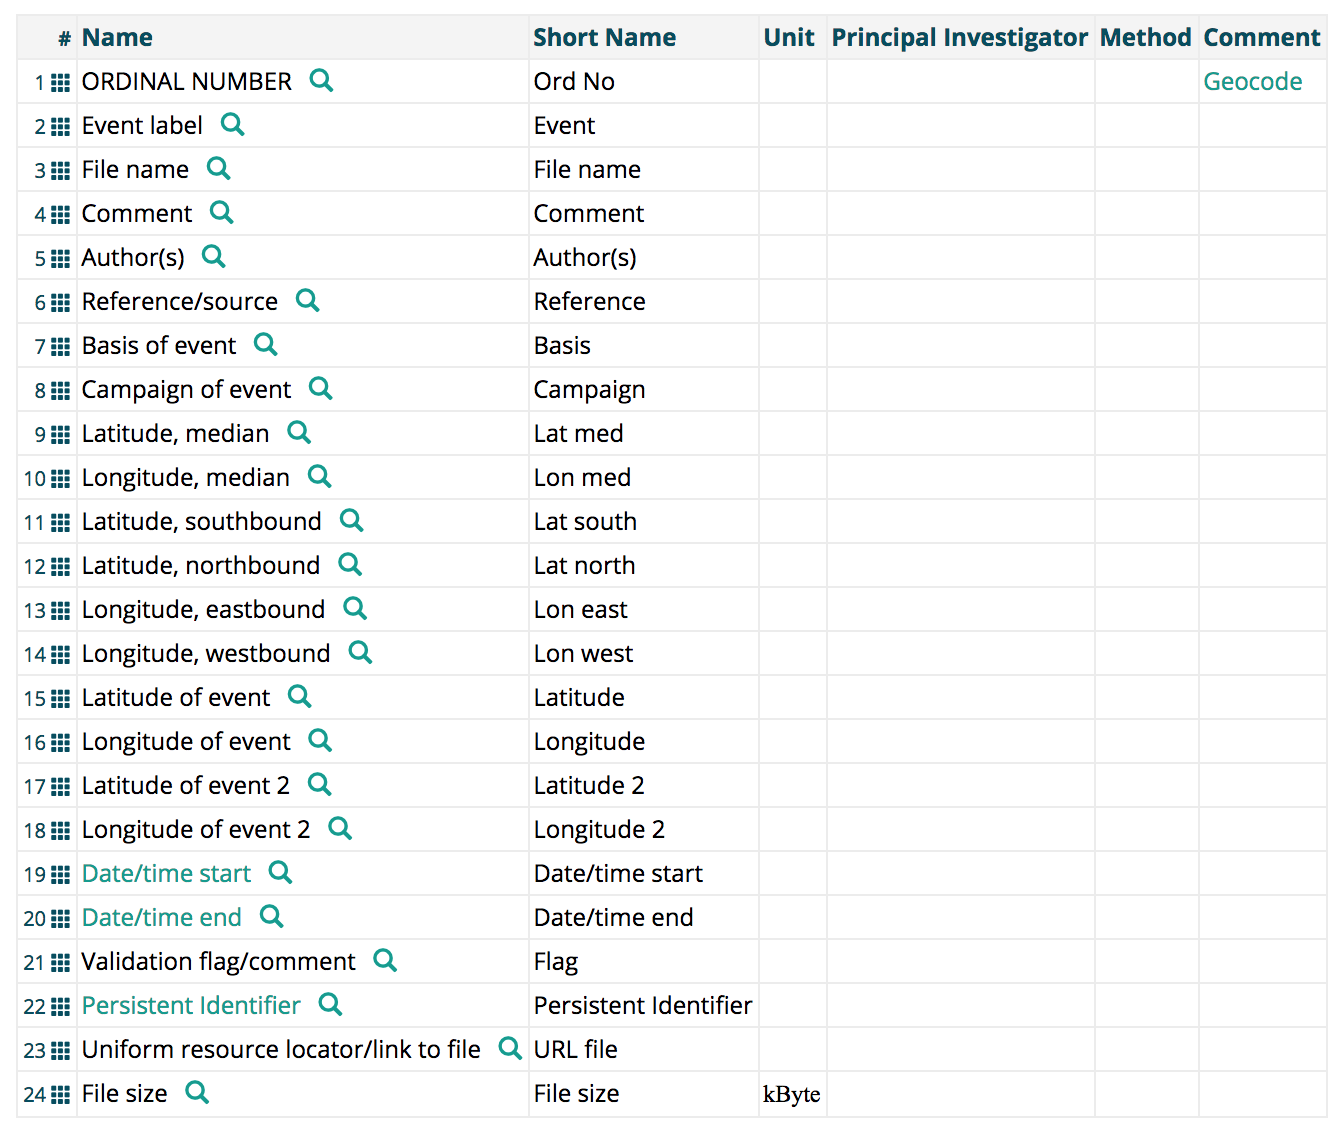 # Name Short Name Unit Principal Investigator Method Comment
1 ORDINAL NUMBER Ord No Geocode
2 Event label Event
3 File name File name
4 Comment Comment
5 Author(s) Author(s)
6 Reference/source Reference
7 Basis of event Basis
8 Campaign of event Campaign
9 Latitude, median Lat med
10 Longitude, median Lon med
11 Latitude, southbound Lat south
12 Latitude, northbound Lat north
13 Longitude, eastbound Lon east
14 Longitude, westbound Lon west
15 Latitude of event Latitude
16 Longitude of event Longitude
17 Latitude of event 2 Latitude 2
18 Longitude of event 2 Longitude 2
19 Date/time start Date/time start
20 Date/time end Date/time end
21 Validation flag/comment Flag
22 Persistent Identifier Persistent Identifier
23 Uniform resource locator/link to file URL file
24 File size File size kByte